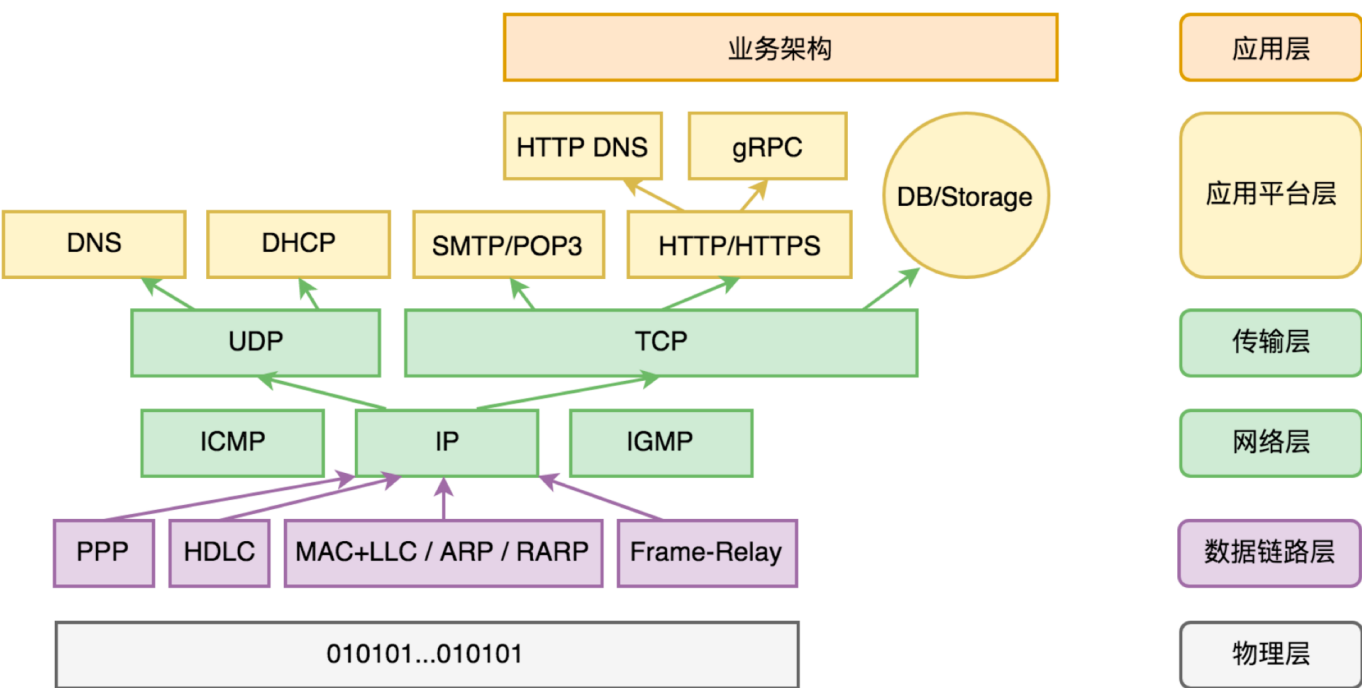 业务架构
应用层
HTTP DNS
gRPC
DB/Storage
应用平台层
DNS
DHCP
SMTP/POP3
HTTP/HTTPS
UDP
TCP
传输层
ICMP
IP
IGMP
网络层
PPP
HDLC
MAC+LLC / ARP / RARP
Frame-Relay
数据链路层
010101...010101
物理层